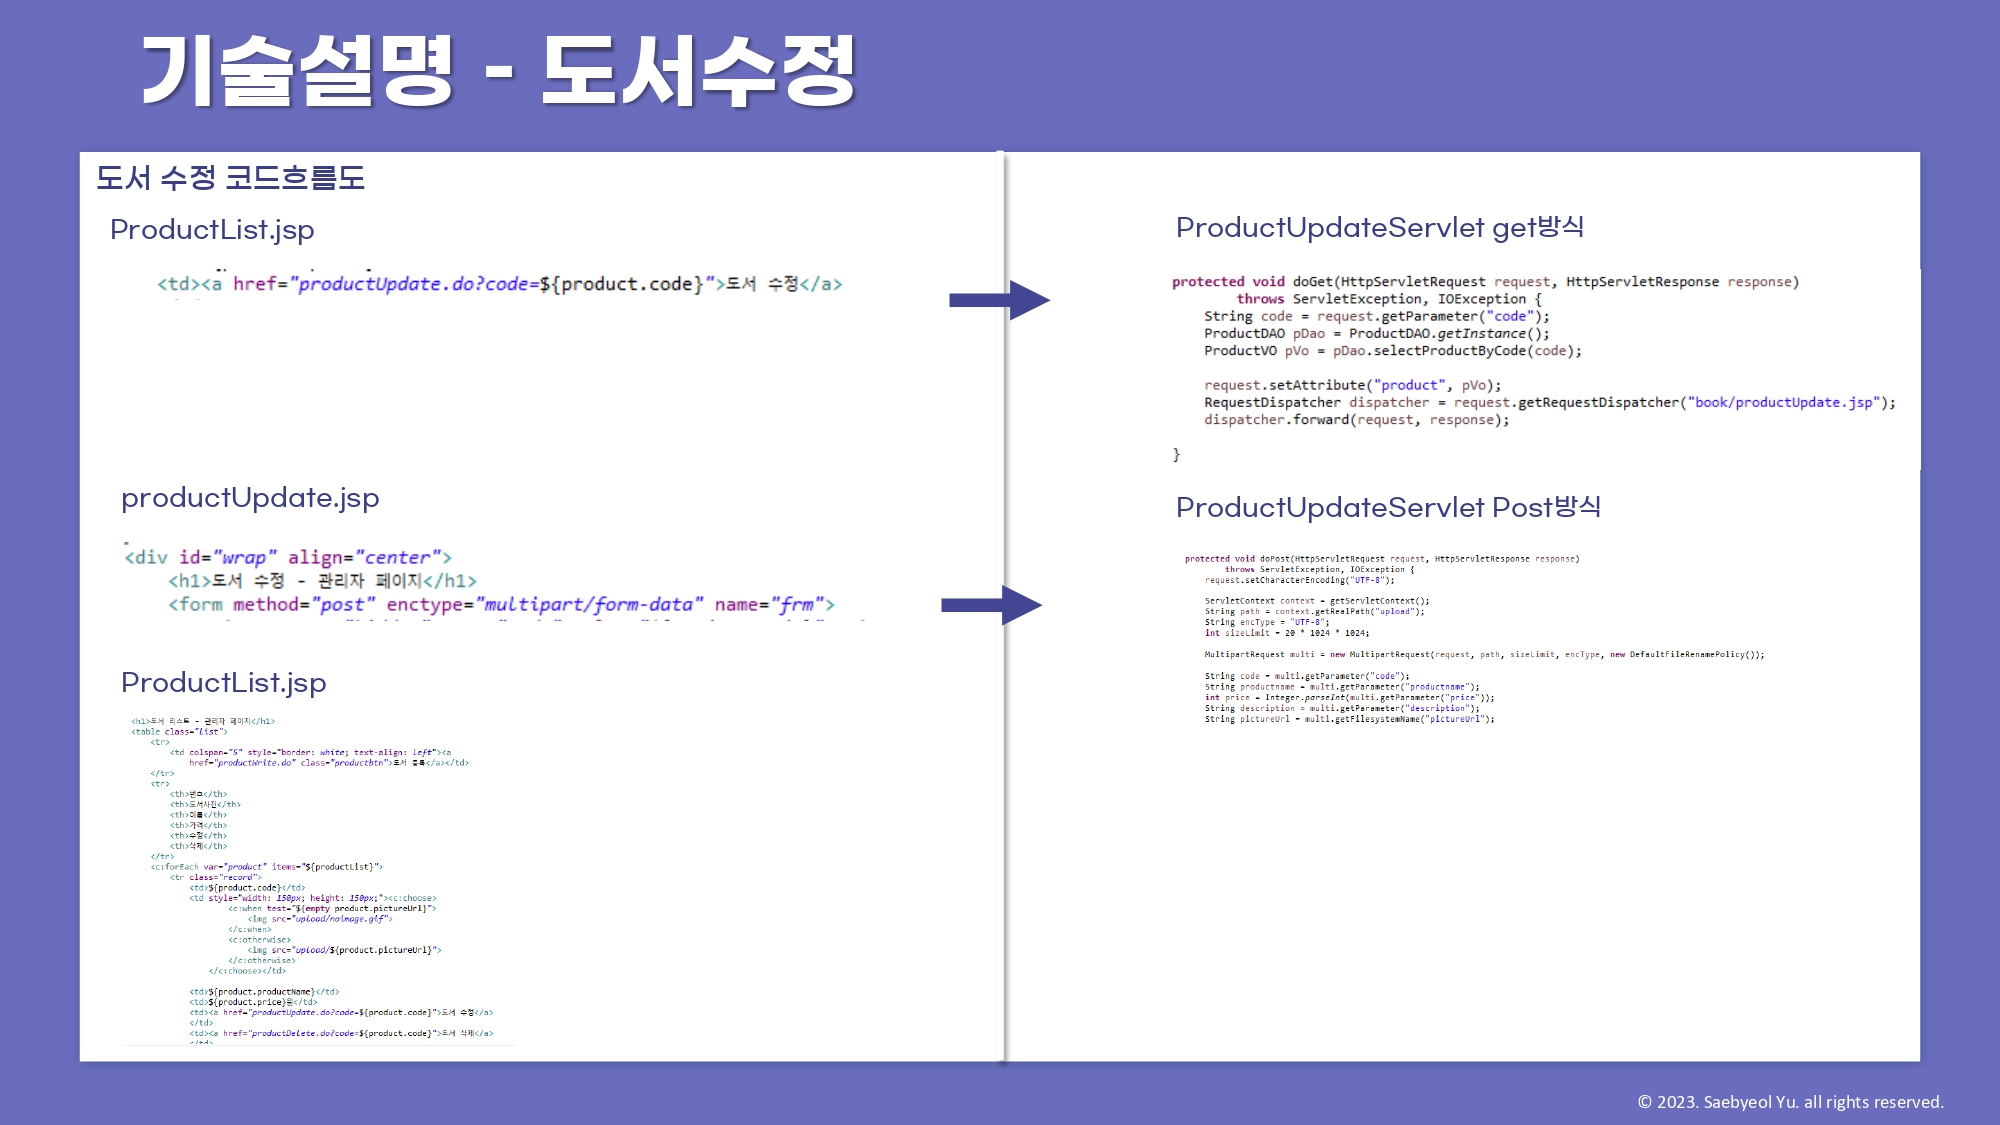 기술설명 - 도서수정
도서 수정 코드흐름도
ProductList.jsp
<td><a href="productUpdate.do?code=${product.code}">도서 수정</a>
ProductUpdateServlet get방식
protected void doGet(HttpServletRequest request, HttpServletResponse response)
throws ServletException, IOException {
String code = request.getParameter("code");
ProductDAO pDao = ProductDAO.getInstance();
ProductVO pVo = pDao.selectProductByCode(code);
request.setAttribute("product", pVo);
RequestDispatcher dispatcher = request.getRequestDispatcher("book/productUpdate.jsp");
dispatcher.forward(request, response);
}
productUpdate.jsp
<div id="wrap" align="center">
<h1>도서 수정 - 관리자 페이지</h1>
<form method="post" enctype="multipart/form-data" name="frm">
ProductUpdateServlet Post방식
protected void doPost(HttpServletRequest request, HttpServletResponse response)
throws ServletException, IOException {
request.setCharacterEncoding("UTF-8");
ServletContext context = getServletContext();
String path = context.getRealPath("upload");
String encType = "UTF-8";
int sizeLimit = 20 * 1024 * 1024;
MultipartRequest multi = new MultipartRequest(request, path, sizeLimit, encType, new DefaultFileRenamePolicy());
String code = multi.getParameter("code");
String productname = multi.getParameter("productname");
int price = Integer.parseInt(multi.getParameter("price"));
String description = multi.getParameter("description");
String pictureUrl = multi.getFilesystemName("pictureUrl");
ProductList.jsp
<h1>도서 리스트 - 관리자 페이지</h1>
<table class="list">
<tr>
<td colspan="5" style="border: white; text-align: left"><a
href="productWrite.do" class="productbtn">도서 등록</a></td>
</tr>
<tr>
<th>번호</th>
<th>도서사진</th>
<th>이름</th>
<th>가격</th>
<th>수정</th>
<th>삭제</th>
</tr>
<c:forEach var="product" items="${productList}">
<tr class="record">
<td>${product.code}</td>
<td style="width: 150px; height: 150px;"><c:choose>
<c:when test="${empty product.pictureUrl}">
<img src="upload/noimage.gif">
</c:when>
<c:otherwise>
<img src="upload/${product.pictureUrl}">
</c:otherwise>
</c:choose></td>
<td>${product.productName}</td>
<td>${product.price}원</td>
<td><a href="productUpdate.do?code=${product.code}">도서 수정</a>
</td>
<td><a href="productDelete.do?code=${product.code}">도서 삭제</a>
© 2023. Saebyeol Yu. all rights reserved.